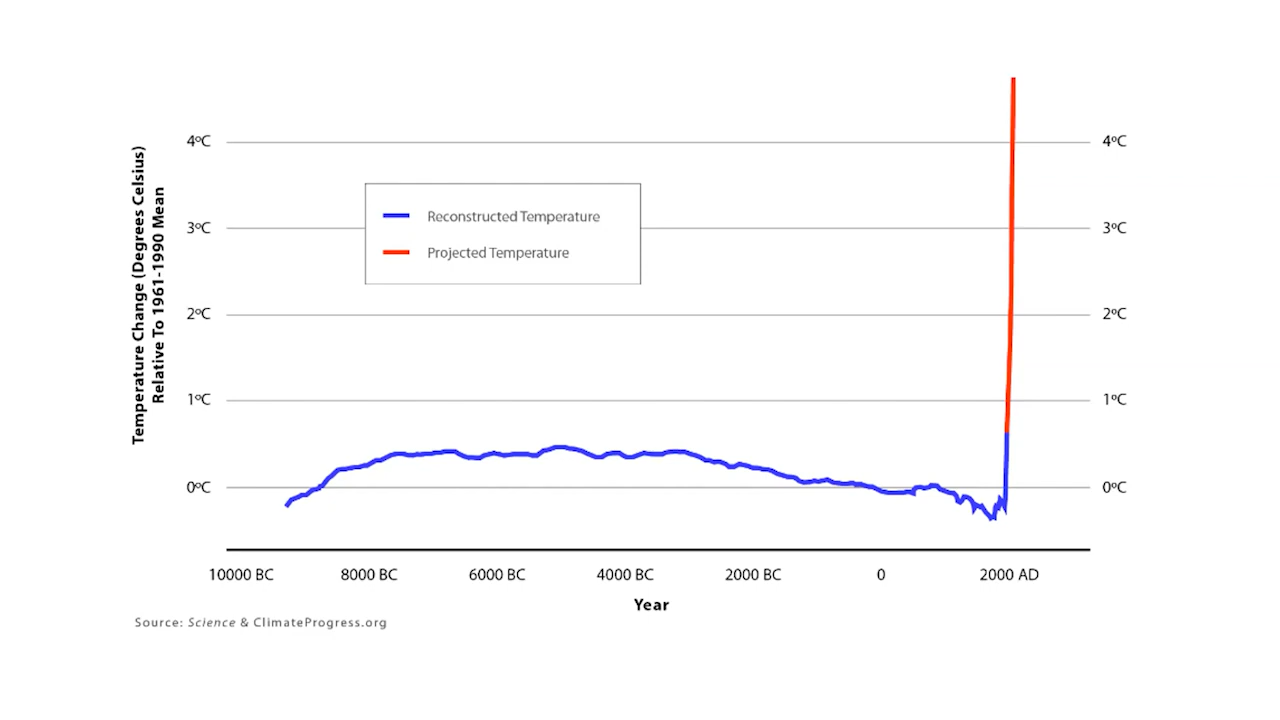 Temperature Change (Degrees Celsius)
Relative To 1961-1990 Mean
4ºC
4ºC
Reconstructed Temperature
3ºC
3ºC
Projected Temperature
2ºC
2ºC
1ºC
1ºC
0ºC
0ºC
10000 BC 8000 BC 6000 BC 4000 BC 2000 BC 0 2000 AD
Year
Source: Science & ClimateProgress.org